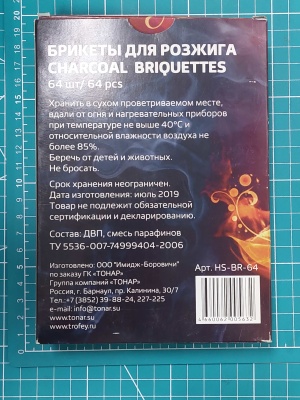 БРИКЕТЫ ДЛЯ РОЗЖИГА
CHARCOAL BRIQUETTES
64 шт/ 64 pcs
Хранить в сухом проветриваемом месте,
вдали от огня и нагревательных приборов
при температуре не выше 40°С и
относительной влажности воздуха не
более 85%.
Беречь от детей и животных.
Не бросать.
Срок хранения неограничен.
Дата изготовления: июль 2019
Товар не подлежит обязательной
сертификации и декларированию.
Состав: ДВП, смесь парафинов
ТУ 5536-007-74999404-2006
Изготовлено: ООО "Имидж-Боровичи"
по заказу ГК «ТОНАР»
Группа компаний «ТОНАР»
Россия, г. Барнаул, пр. Калинина, 30/7
Тел.:+7 (3852) 39-88-24, 227-225
e-mail: info@tonar.su
www.tonar.su
www.trofey.ru
Арт. HS-BR-64